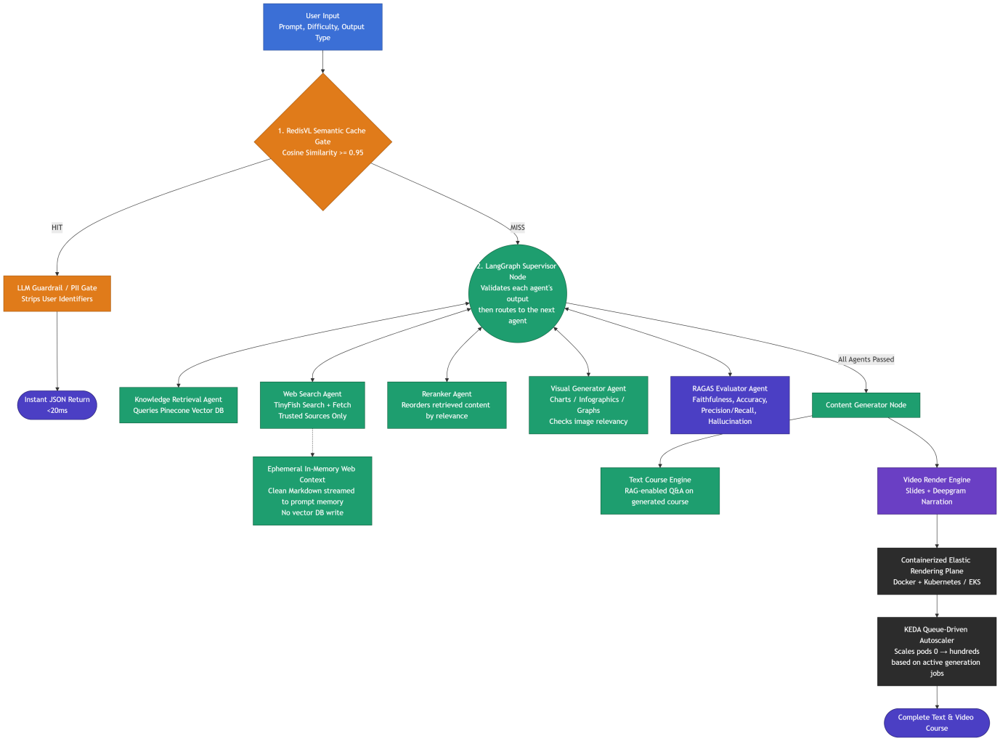 User Input
Prompt, Difficulty, Output
Type
1. RedisVL Semantic Cache
Gate
Cosine Similarity >= 0.95
HIT
MISS
LLM Guardrail / PII Gate
Strips User Identifiers
2. LangGraph Supervisor
Node
Validates each agent's
output
then routes to the next
agent
All Agents Passed
Instant JSON Return
<20ms
Knowledge Retrieval Agent
Queries Pinecone Vector DB
Web Search Agent
TinyFish Search + Fetch
Trusted Sources Only
Reranker Agent
Reorders retrieved content
by relevance
Visual Generator Agent
Charts / Infographics /
Graphs
Checks image relevancy
RAGAS Evaluator Agent
Faithfulness, Accuracy,
Precision/Recall,
Hallucination
Content Generator Node
Ephemeral In-Memory Web
Context
Clean Markdown streamed
to prompt memory
No vector DB write
Text Course Engine
RAG-enabled Q&A on
generated course
Video Render Engine
Slides + Deepgram
Narration
Containerized Elastic
Rendering Plane
Docker + Kubernetes / EKS
KEDA Queue-Driven
Autoscaler
Scales pods 0 → hundreds
based on active generation
jobs
Complete Text & Video
Course